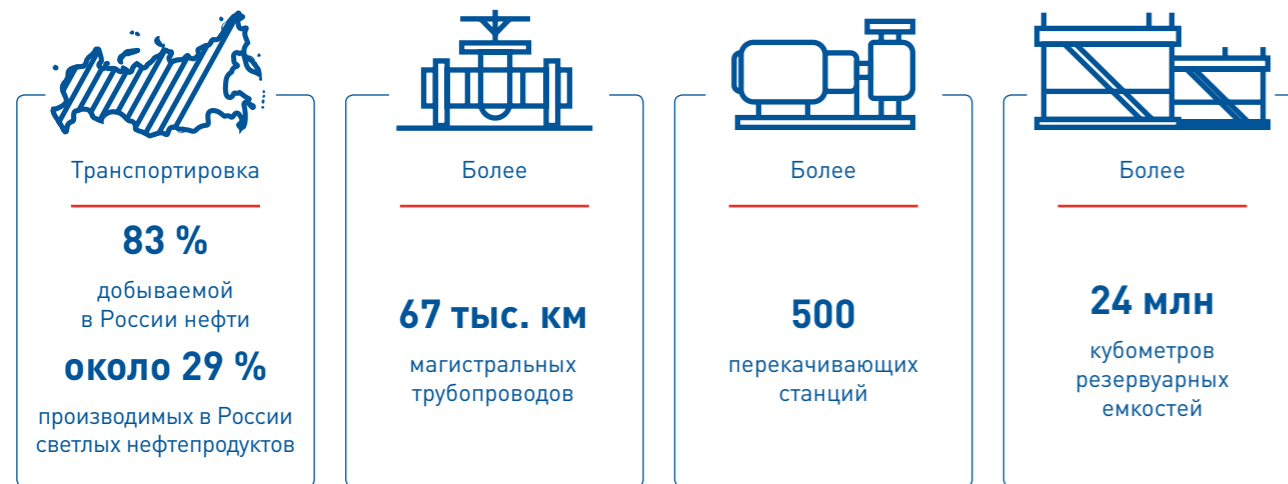 Транспортировка
83 %
добываемой
в России нефти
около 29 %
производимых в России
светлых нефтепродуктов
Более
67 тыс. км
магистральных
трубопроводов
Более
500
перекачивающих
станций
Более
24 млн
кубометров
резервуарных
емкостей